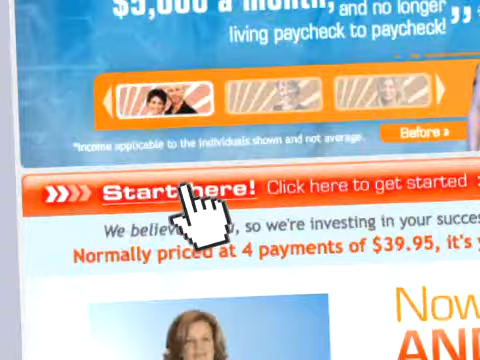 $5,000 a month, and no longer
living paycheck to paycheck! ”
Before »
*Income applicable to the individuals shown and not average.
Start here! Click here to get started
We believe so we're investing in your
Normally priced at 4 payments of $39.95, it's
Now
AND